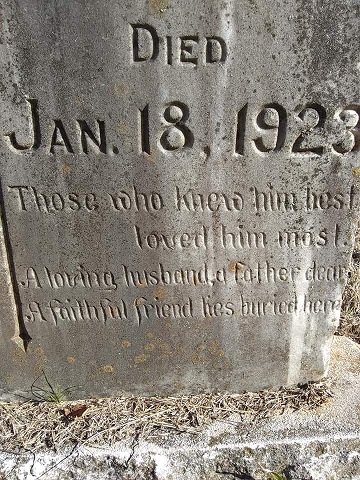 Died
Jan. 18, 1923
Those who knew him best
loved him most.
A loving husband, a father dear,
A faithful friend lies buried here.